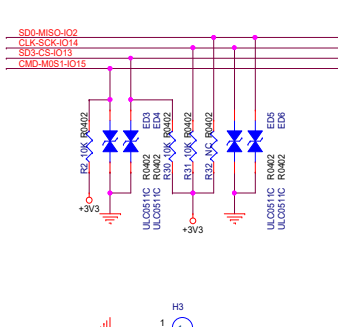 SD0-MISO-IO2
CLK-SCK-IO14
SD3-CS-IO13
CMD-M0S1-IO15
R2 10K R0402
ED3
ED4
R0402
R0402
ULC0511C
ULC0511C
R30 10K R0402
R31 10K R0402
R32 NC R0402
ED5
ED6
R0402
R0402
ULC0511C
ULC0511C
+3V3
+3V3
H3
1